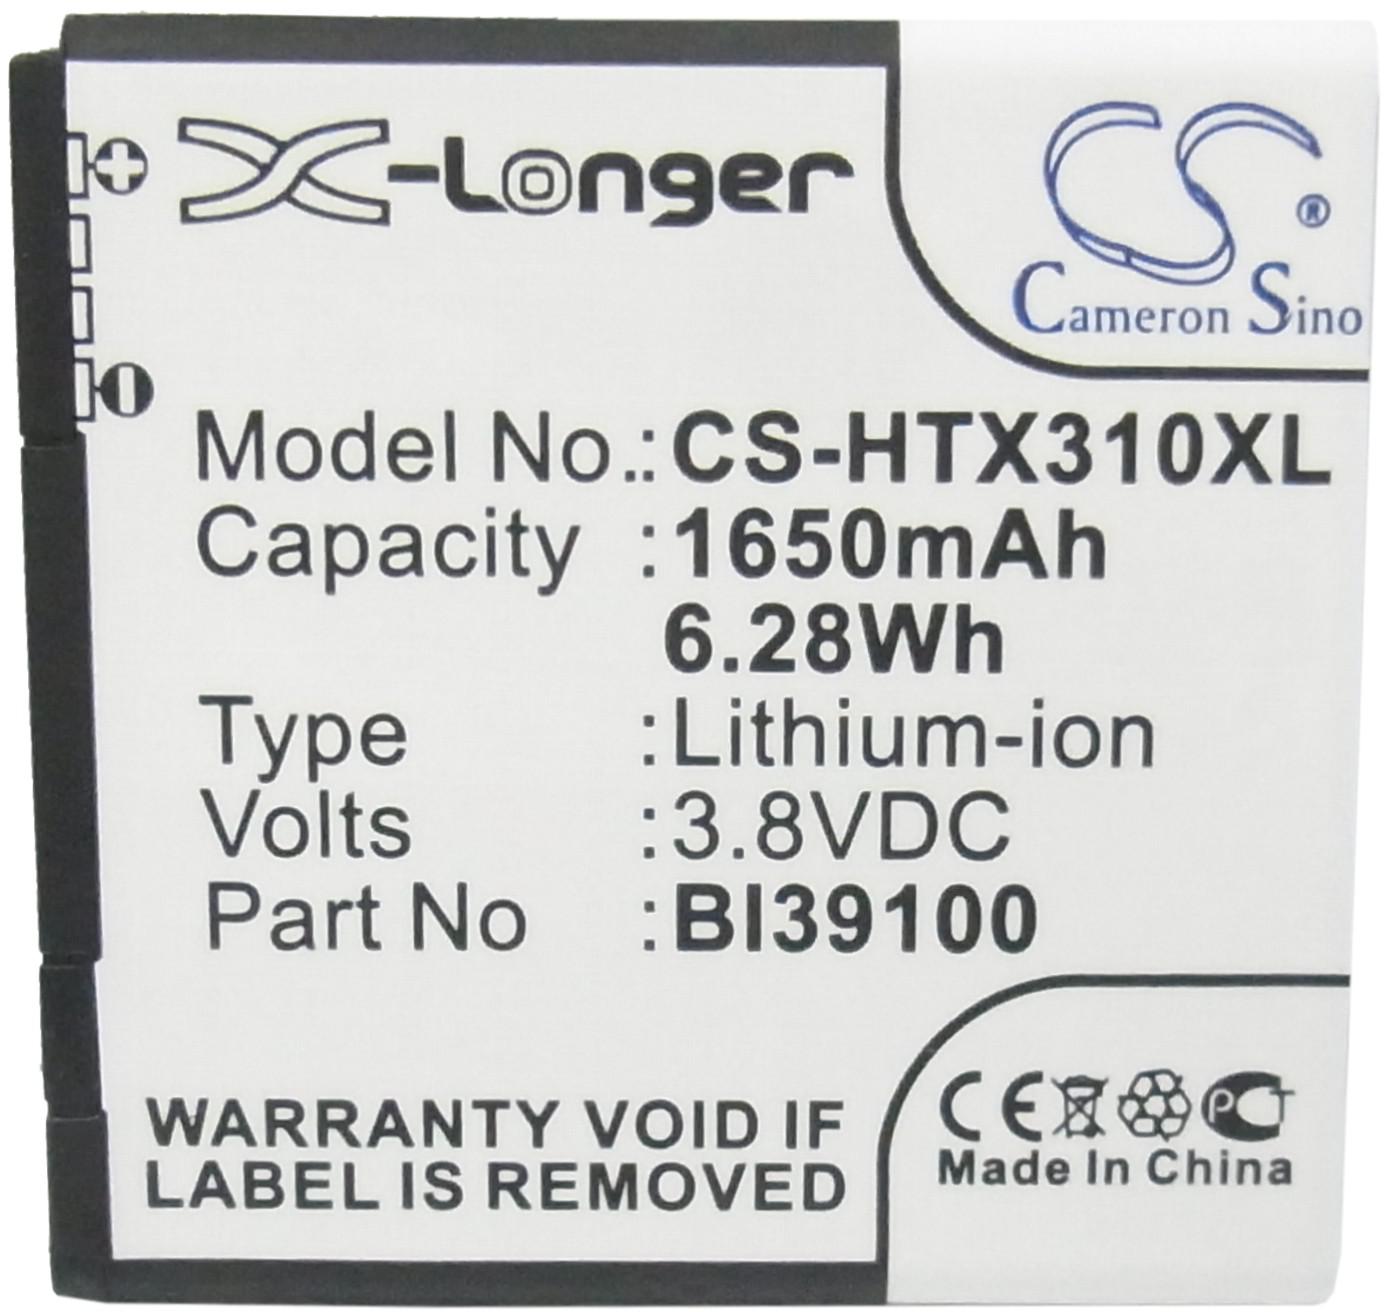 X-Longer
CS®
Cameron Sino
Model No.: CS-HTX310XL
Capacity : 1650mAh
6.28Wh
Type : Lithium-ion
Volts : 3.8VDC
Part No : BI39100
WARRANTY VOID IF
LABEL IS REMOVED
CE PCT
Made In China